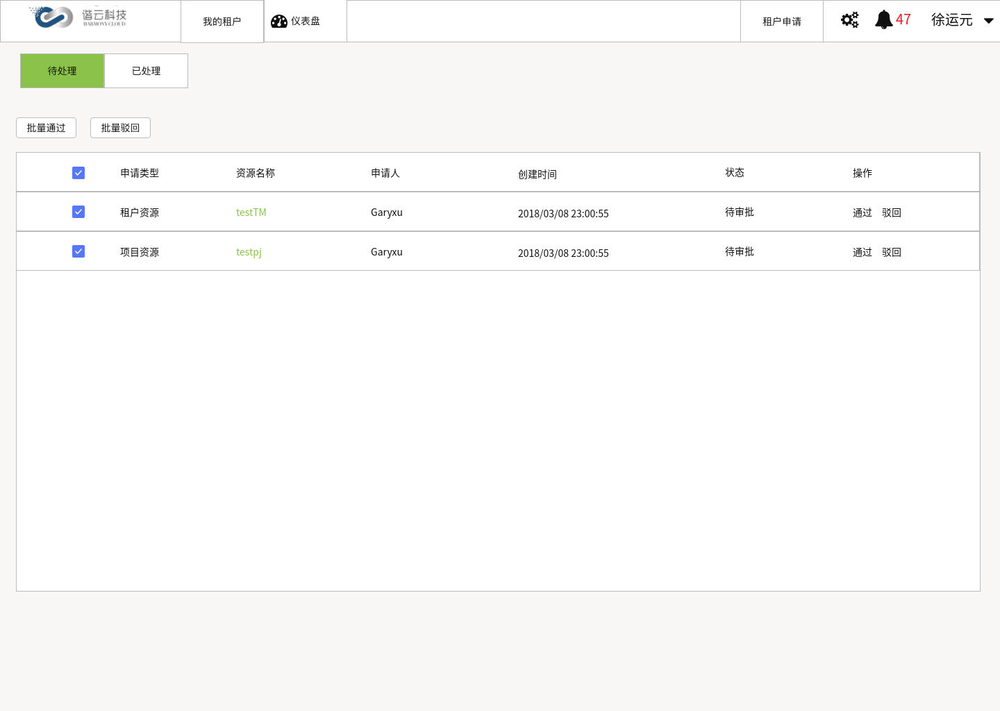 谐云科技
HARMONY CLOUD
我的租户
仪表盘
租户申请
47
徐运元
待处理
已处理
批量通过
批量驳回
申请类型 资源名称 申请人 创建时间 状态 操作
租户资源 testTM Garyxu 2018/03/08 23:00:55 待审批 通过 驳回
项目资源 testpj Garyxu 2018/03/08 23:00:55 待审批 通过 驳回